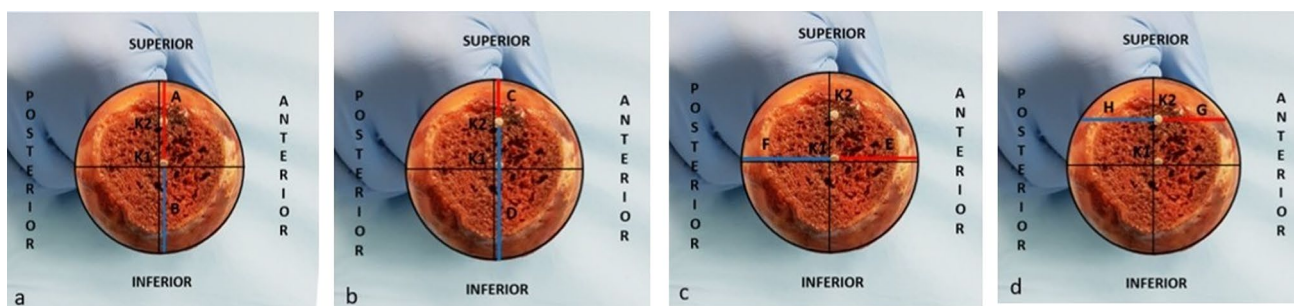 SUPERIOR
POSTERIOR
ANTERIOR
A
K2
K1
B
INFERIOR
a
SUPERIOR
POSTERIOR
ANTERIOR
C
K2
K1
D
INFERIOR
b
SUPERIOR
POSTERIOR
ANTERIOR
K2
F
K1
E
INFERIOR
c
SUPERIOR
POSTERIOR
ANTERIOR
H
K2
G
K1
INFERIOR
d